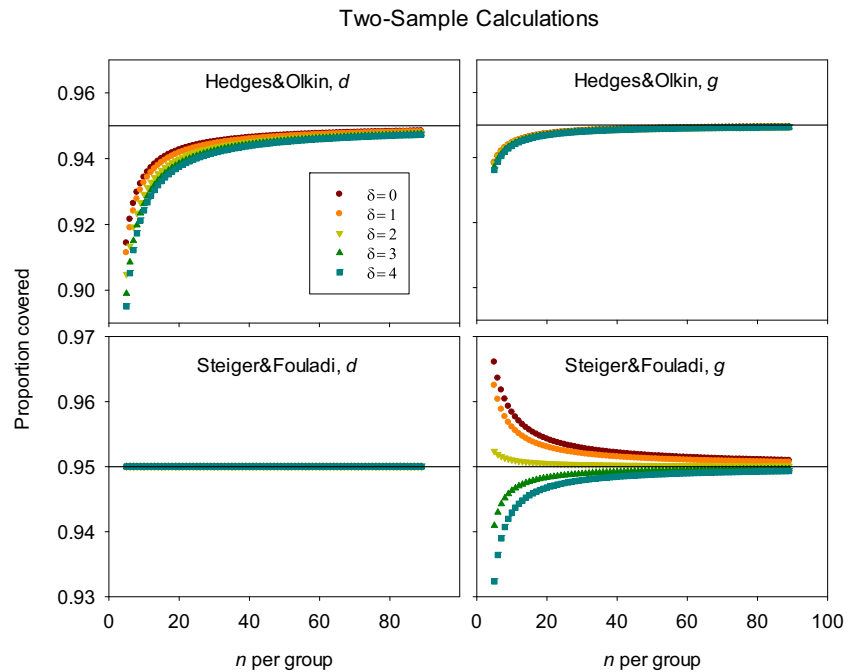 Two-Sample Calculations
Hedges&Olkin, d
Hedges&Olkin, g
0.96
0.94
0.92
0.90
δ= 0
δ= 1
δ= 2
δ= 3
δ= 4
Proportion covered
Steiger&Fouladi, d
Steiger&Fouladi, g
0.97
0.96
0.95
0.94
0.93
0 20 40 60 80
0 20 40 60 80 100
n per group
n per group